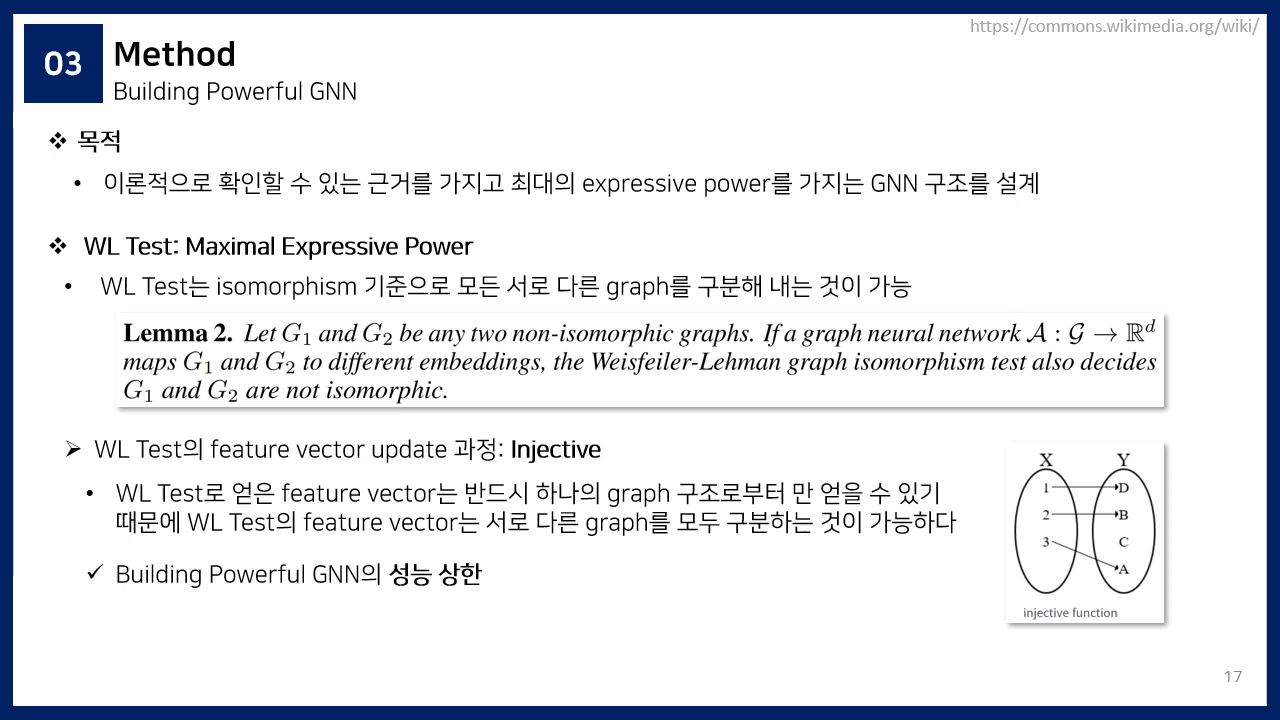 https://commons.wikimedia.org/wiki/
03
Method
Building Powerful GNN
❖ 목적
• 이론적으로 확인할 수 있는 근거를 가지고 최대의 expressive power를 가지는 GNN 구조를 설계
❖ WL Test: Maximal Expressive Power
• WL Test는 isomorphism 기준으로 모든 서로 다른 graph를 구분해 내는 것이 가능
Lemma 2. Let G₁ and G₂ be any two non-isomorphic graphs. If a graph neural network 𝒜 : 𝒢 → ℝᵈ
maps G₁ and G₂ to different embeddings, the Weisfeiler-Lehman graph isomorphism test also decides
G₁ and G₂ are not isomorphic.
➢ WL Test의 feature vector update 과정: Injective
• WL Test로 얻은 feature vector는 반드시 하나의 graph 구조로부터 만 얻을 수 있기
때문에 WL Test의 feature vector는 서로 다른 graph를 모두 구분하는 것이 가능하다
✓ Building Powerful GNN의 성능 상한
X Y
1 D
2 B
3 C
A
injective function
17